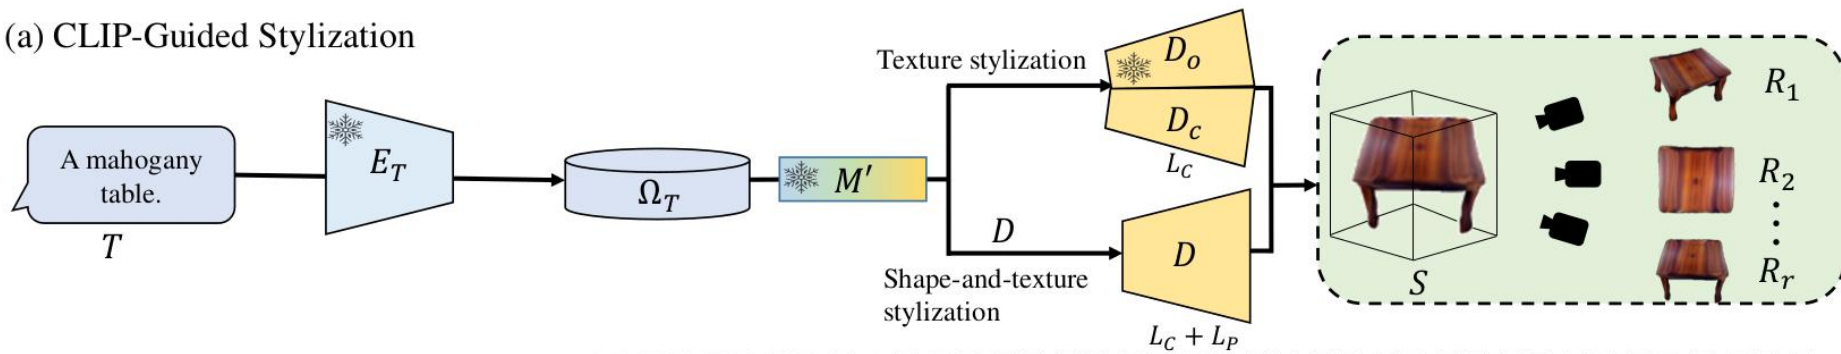 (a) CLIP-Guided Stylization
A mahogany
table.
T
E_T
Ω_T
M′
Texture stylization
D_o
D_c
L_C
D
Shape-and-texture
stylization
D
L_C + L_P
S
R_1
R_2
R_r